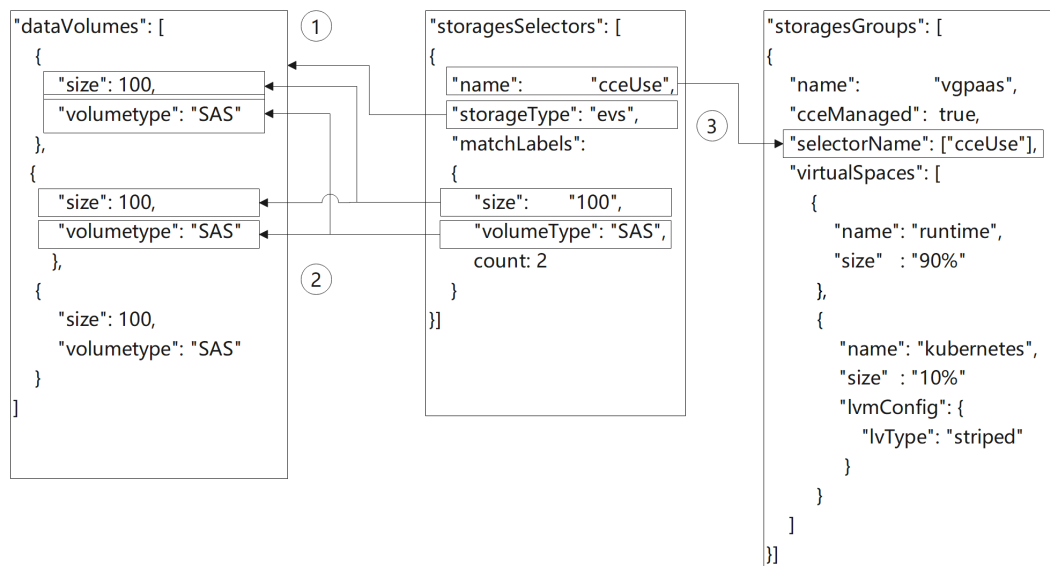 "dataVolumes": [
{
"size": 100,
"volumetype": "SAS"
},
{
"size": 100,
"volumetype": "SAS"
},
{
"size": 100,
"volumetype": "SAS"
}
]
1
2
"storagesSelectors": [
{
"name": "cceUse",
"storageType": "evs",
"matchLabels":
{
"size": "100",
"volumeType": "SAS",
count: 2
}
}]
3
"storagesGroups": [
{
"name": "vgpaas",
"cceManaged": true,
"selectorName": ["cceUse"],
"virtualSpaces": [
{
"name": "runtime",
"size" : "90%"
},
{
"name": "kubernetes",
"size" : "10%"
"lvmConfig": {
"lvType": "striped"
}
}
]
}]